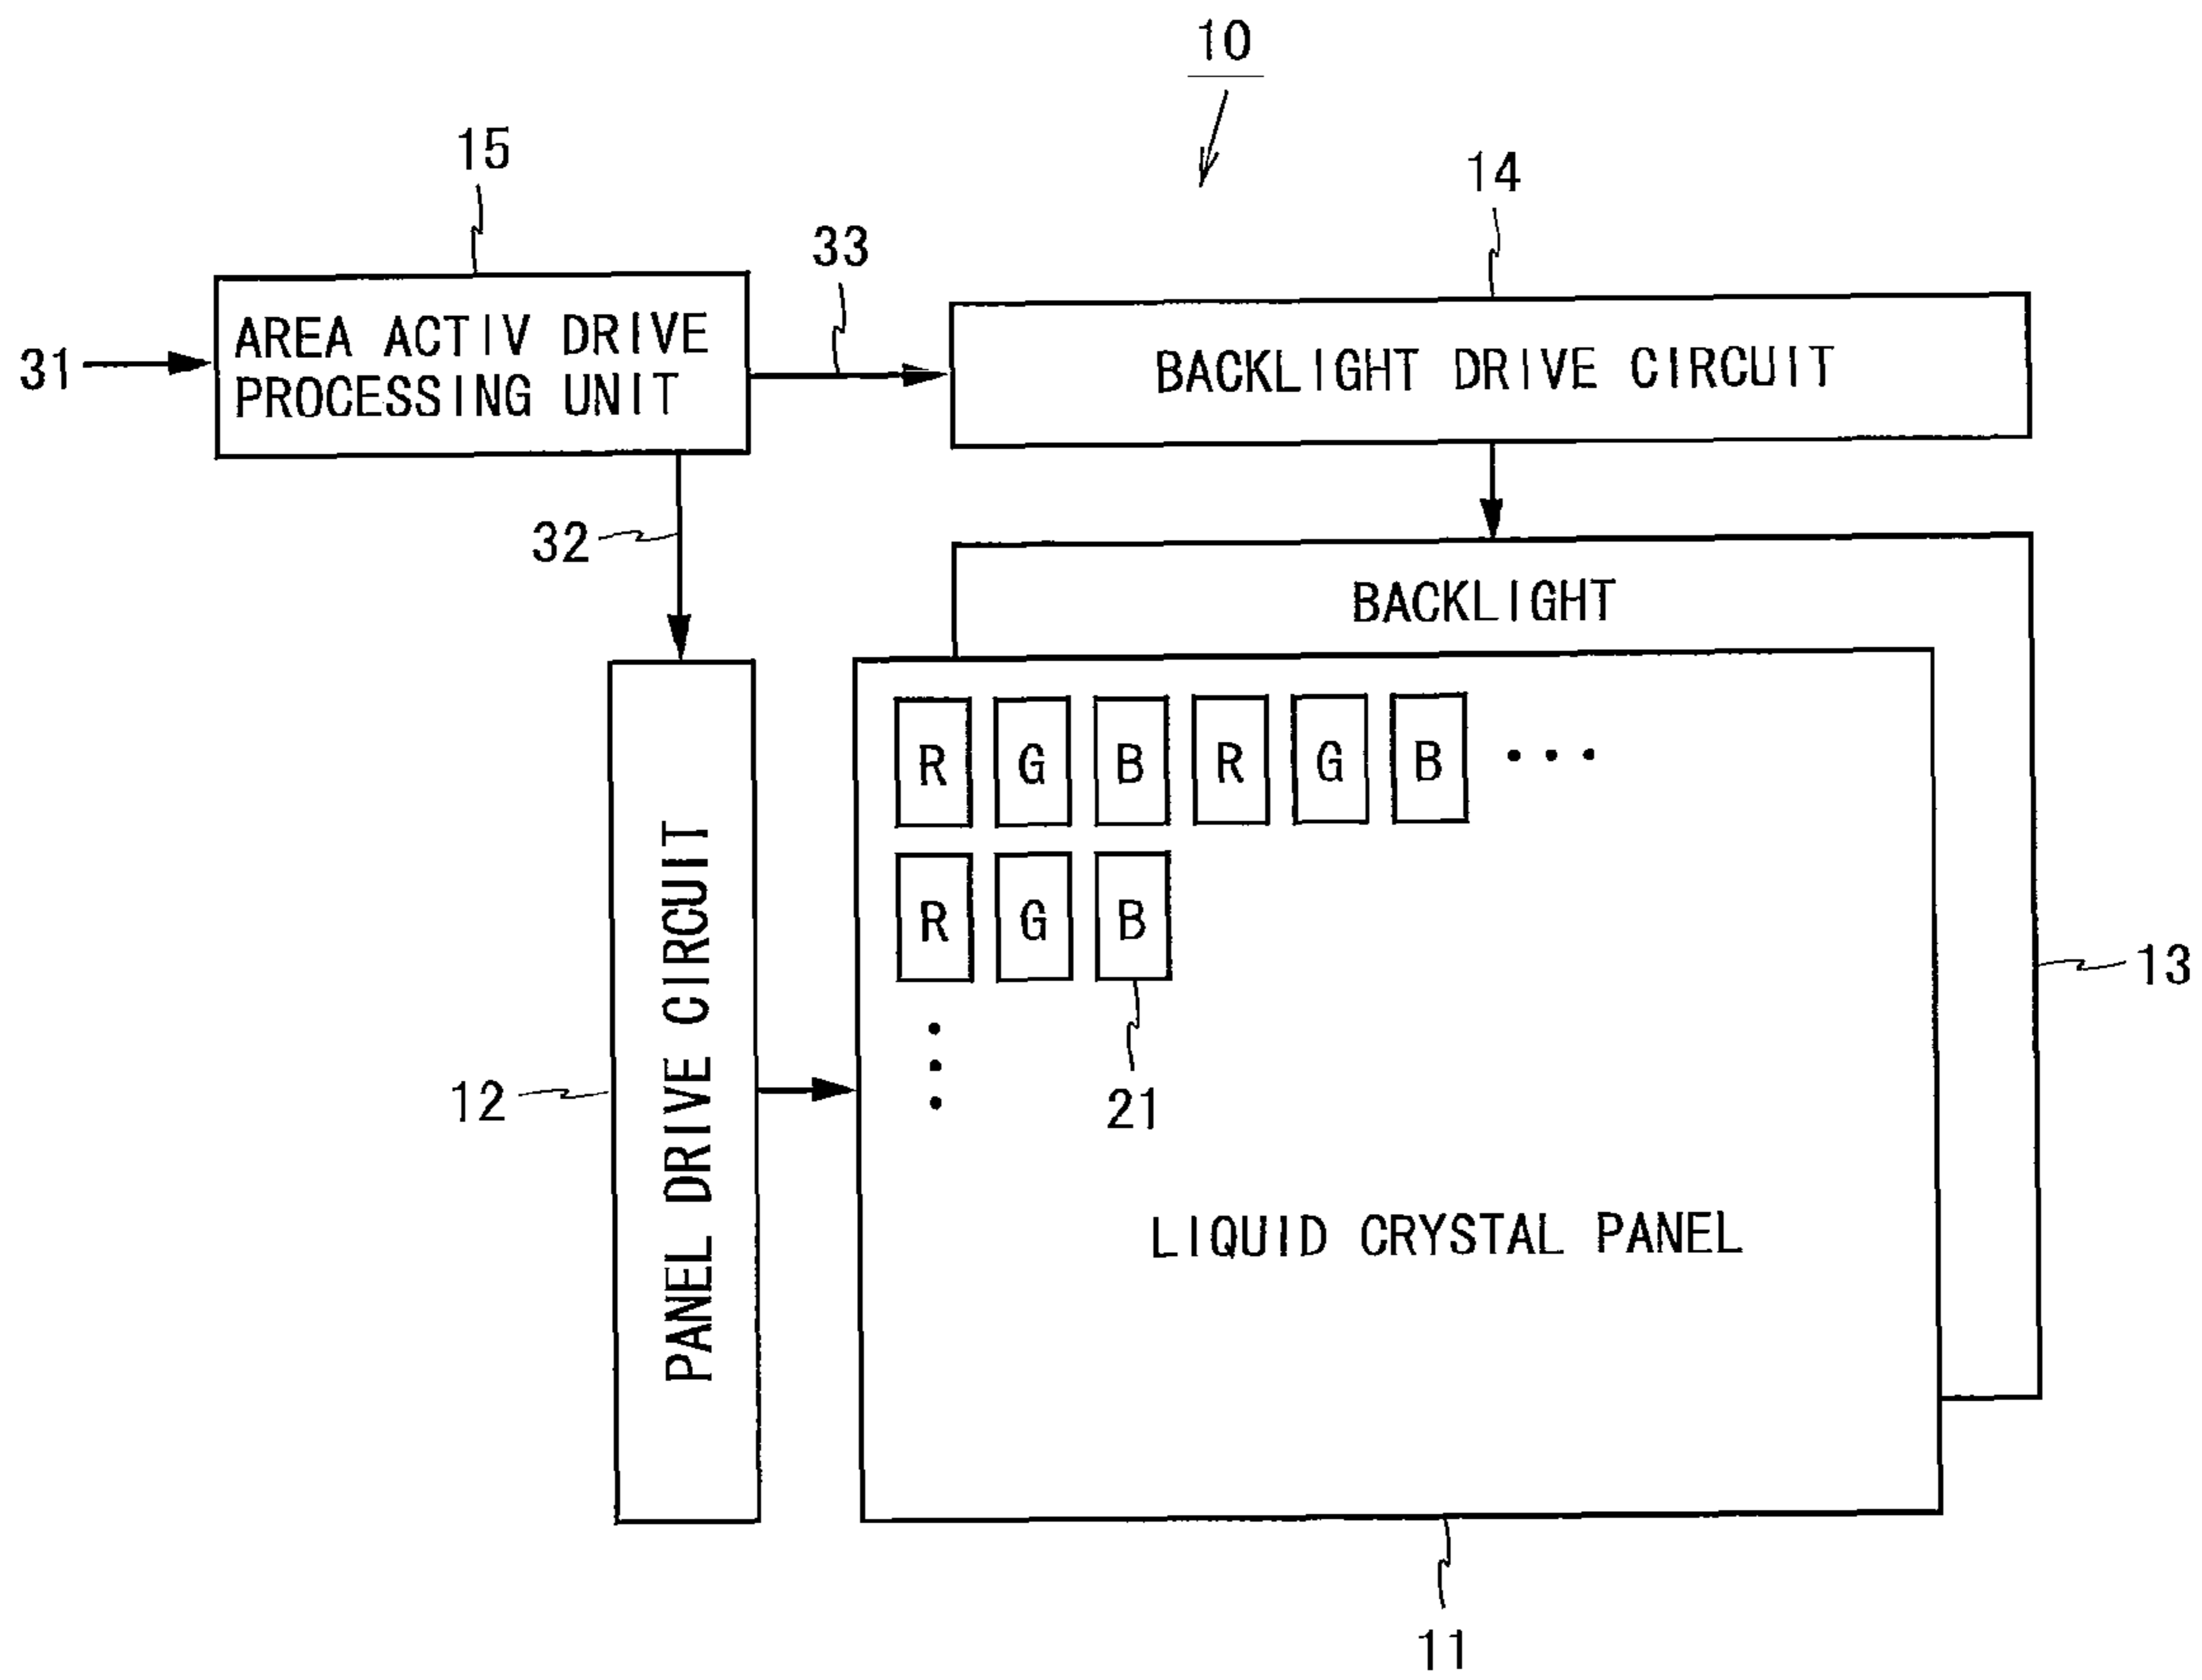 10
15
14
33
AREA ACTIV DRIVE
PROCESSING UNIT
31
BACKLIGHT DRIVE CIRCUIT
32
BACKLIGHT
R G B R G B ・・・
R G B
13
PANEL DRIVE CIRCUIT
12
21
LIQUID CRYSTAL PANEL
11